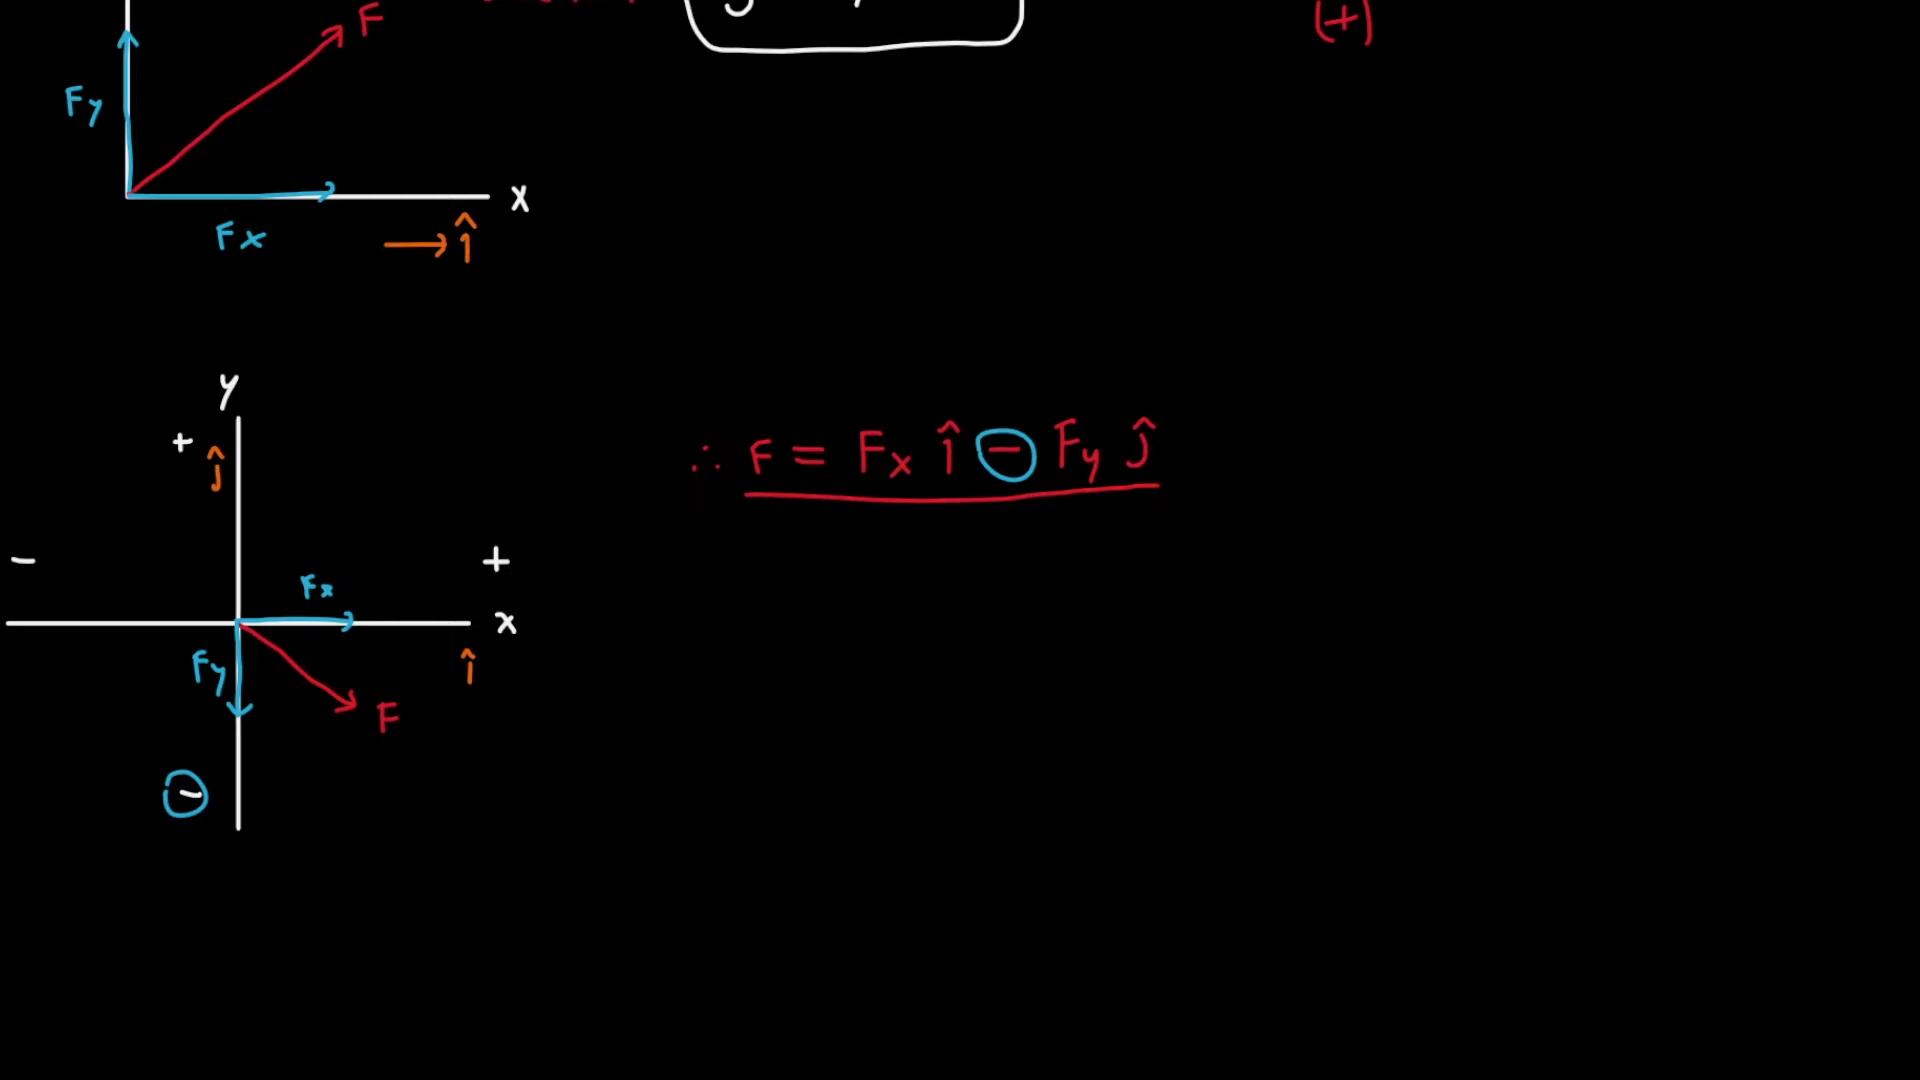 F
(+)
Fy
x
Fx
→ î
y
+
ĵ
∴ F = Fx î − Fy ĵ
−
+
Fx
x
Fy
î
F
−